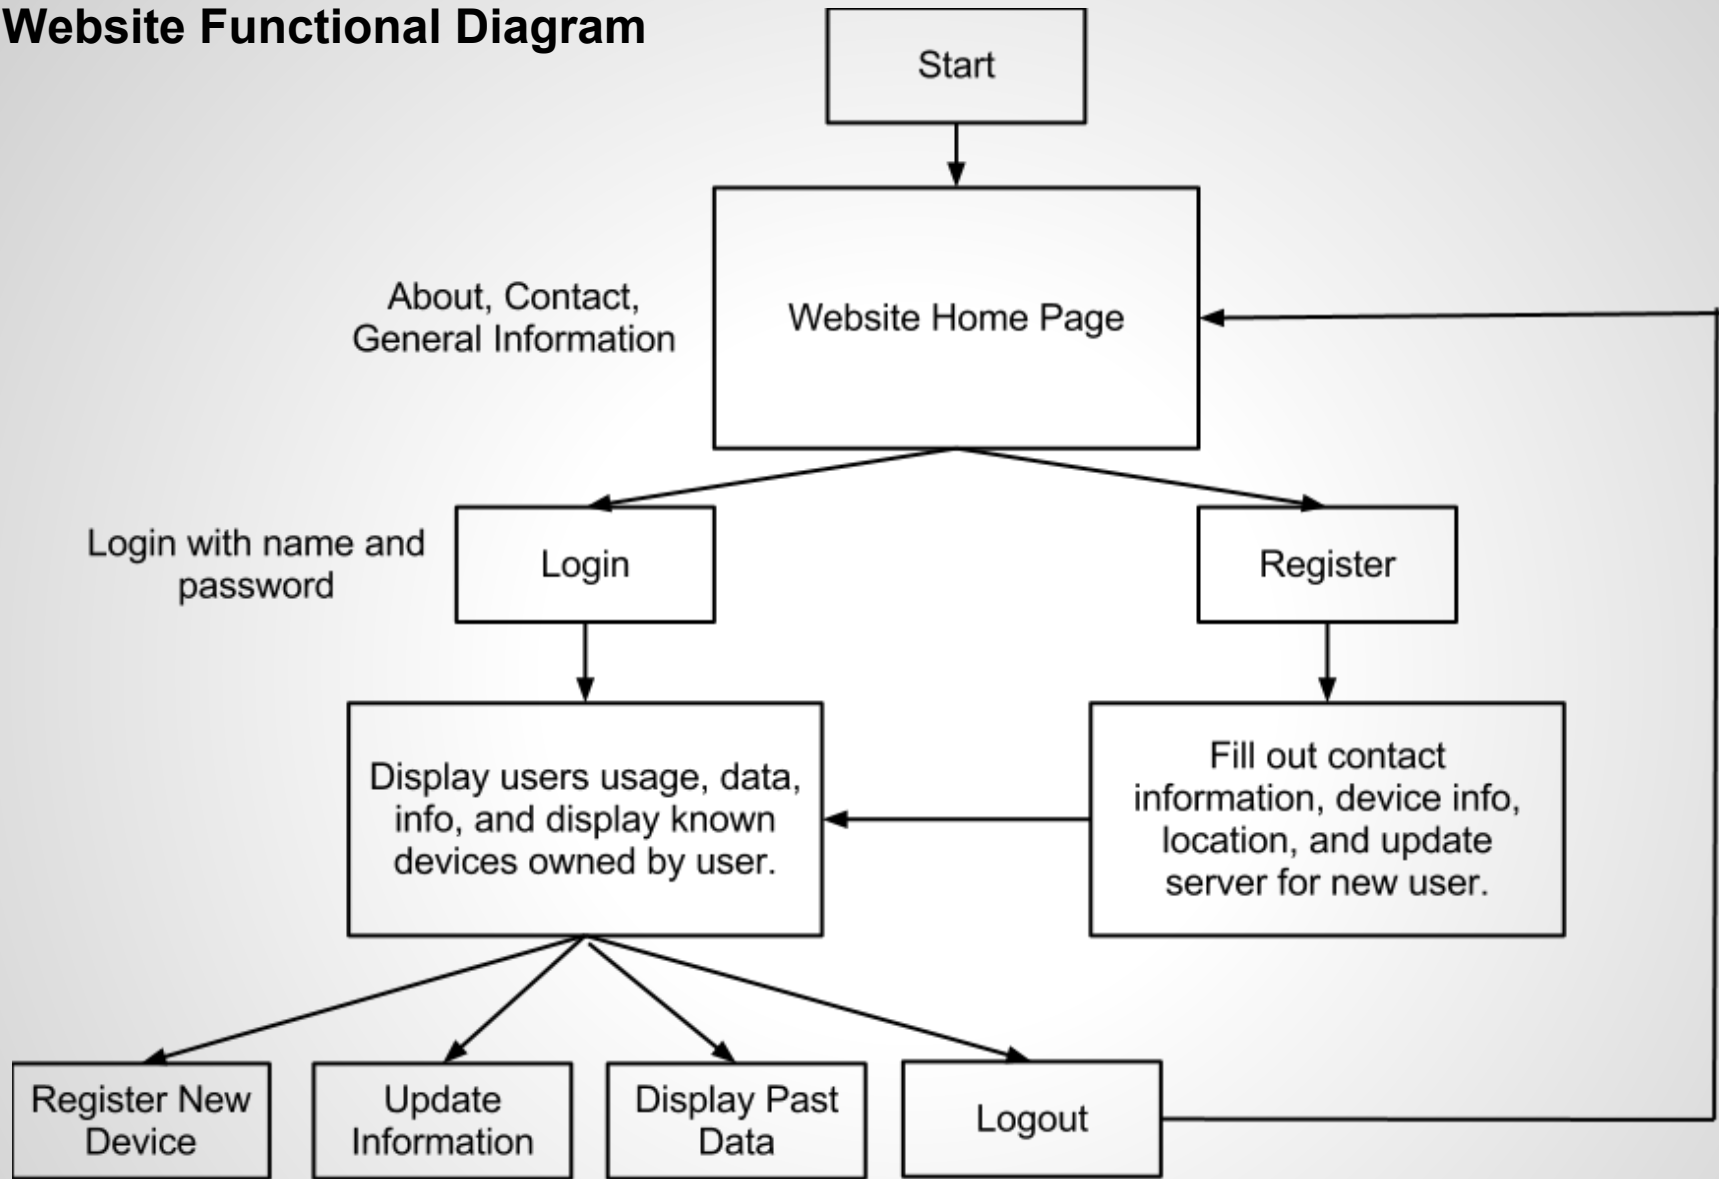 Website Functional Diagram
Start
About, Contact,
General Information
Website Home Page
Login with name and
password
Login
Register
Display users usage, data,
info, and display known
devices owned by user.
Fill out contact
information, device info,
location, and update
server for new user.
Register New
Device
Update
Information
Display Past
Data
Logout